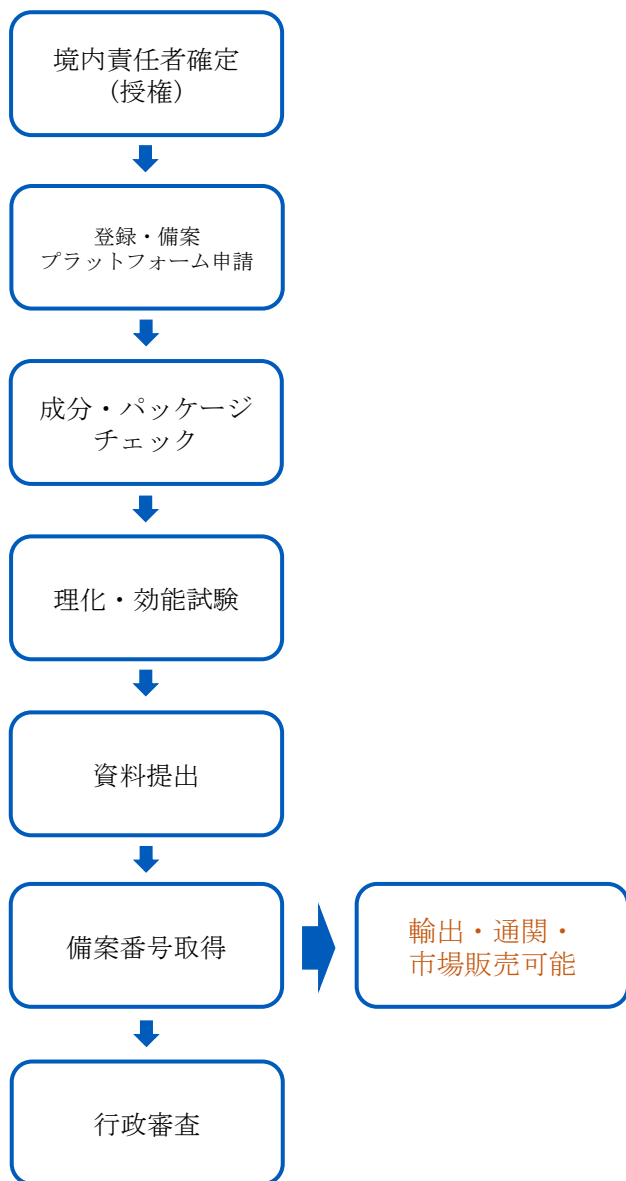 境内責任者確定
（授権）
登録・備案
プラットフォーム申請
成分・パッケージ
チェック
理化・効能試験
資料提出
備案番号取得
輸出・通関・
市場販売可能
行政審査